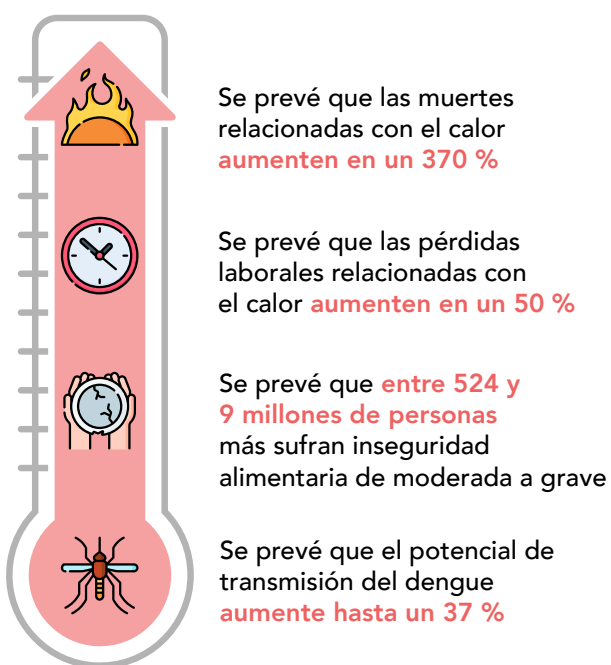 Se prevé que las muertes
relacionadas con el calor
aumenten en un 370 %
Se prevé que las pérdidas
laborales relacionadas con
el calor aumenten en un 50 %
Se prevé que entre 524 y
9 millones de personas
más sufran inseguridad
alimentaria de moderada a grave
Se prevé que el potencial de
transmisión del dengue
aumente hasta un 37 %